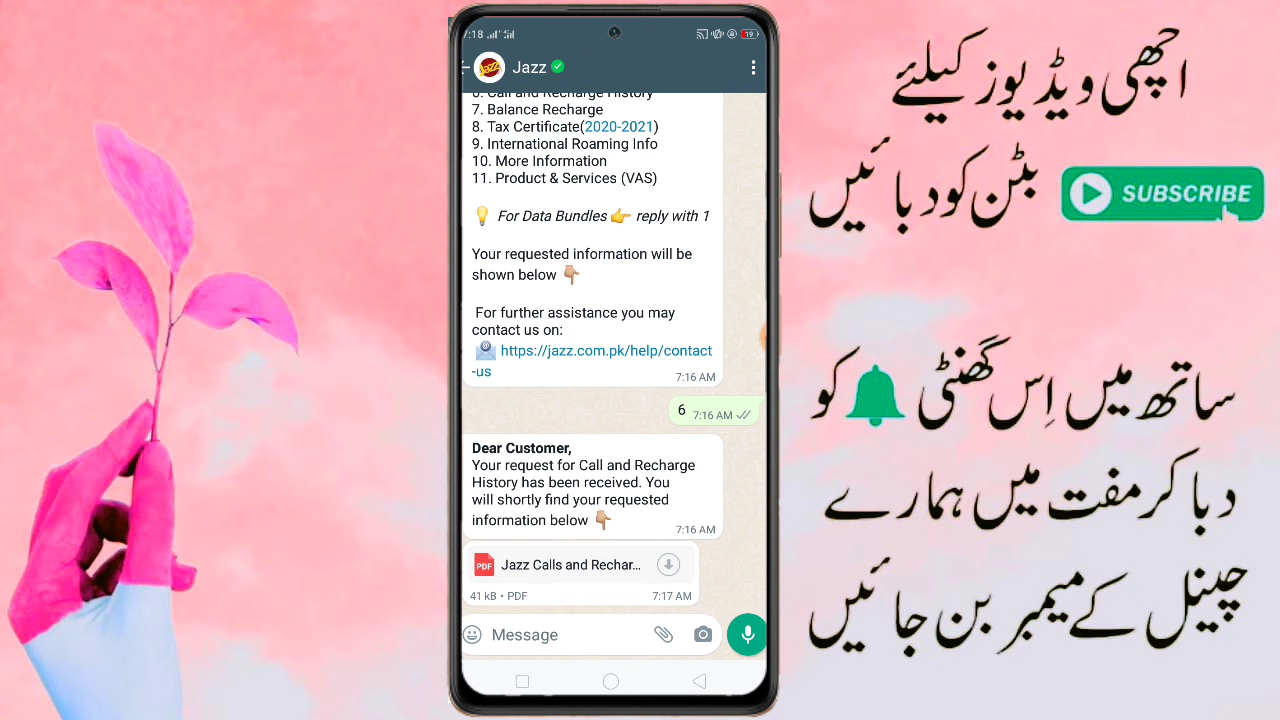 7:18
19
Jazz
6. Call and Recharge History
7. Balance Recharge
8. Tax Certificate(2020-2021)
9. International Roaming Info
10. More Information
11. Product & Services (VAS)
💡 For Data Bundles 👉 reply with 1
Your requested information will be
shown below 👇🏼
For further assistance you may
contact us on:
📧 https://jazz.com.pk/help/contact
-us
7:16 AM
6 7:16 AM
Dear Customer,
Your request for Call and Recharge
History has been received. You
will shortly find your requested
information below 👇🏼
7:16 AM
PDF Jazz Calls and Rechar...
41 kB • PDF 7:17 AM
Message
اچھی ویڈیوز کیلئے
بٹن کو دبائیں
SUBSCRIBE
ساتھ میں اِس گھنٹی کو
دبا کر مفت میں ہمارے
چینل کے میمبر بن جائیں